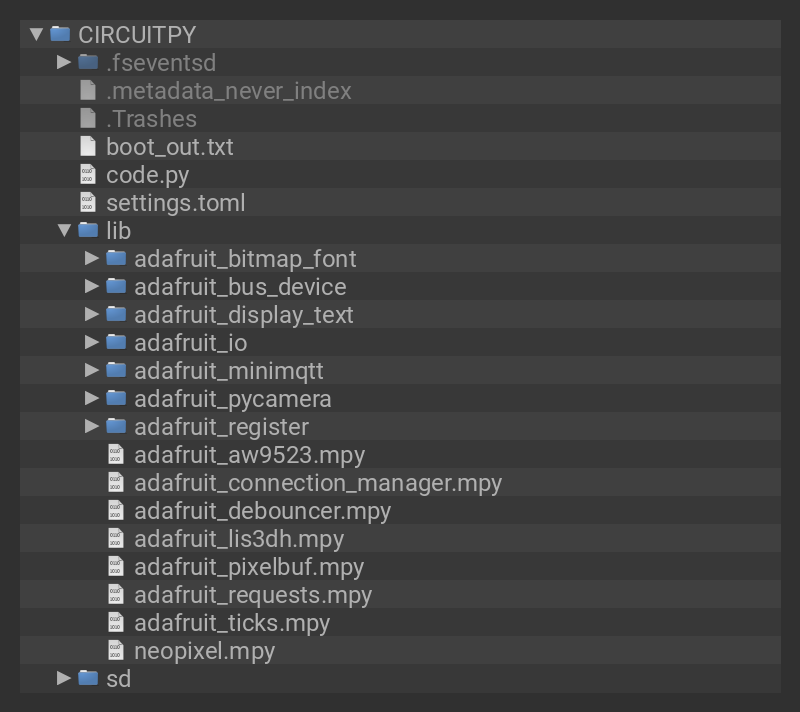 CIRCUITPY
.fseventsd
.metadata_never_index
.Trashes
boot_out.txt
code.py
settings.toml
lib
adafruit_bitmap_font
adafruit_bus_device
adafruit_display_text
adafruit_io
adafruit_minimqtt
adafruit_pycamera
adafruit_register
adafruit_aw9523.mpy
adafruit_connection_manager.mpy
adafruit_debouncer.mpy
adafruit_lis3dh.mpy
adafruit_pixelbuf.mpy
adafruit_requests.mpy
adafruit_ticks.mpy
neopixel.mpy
sd